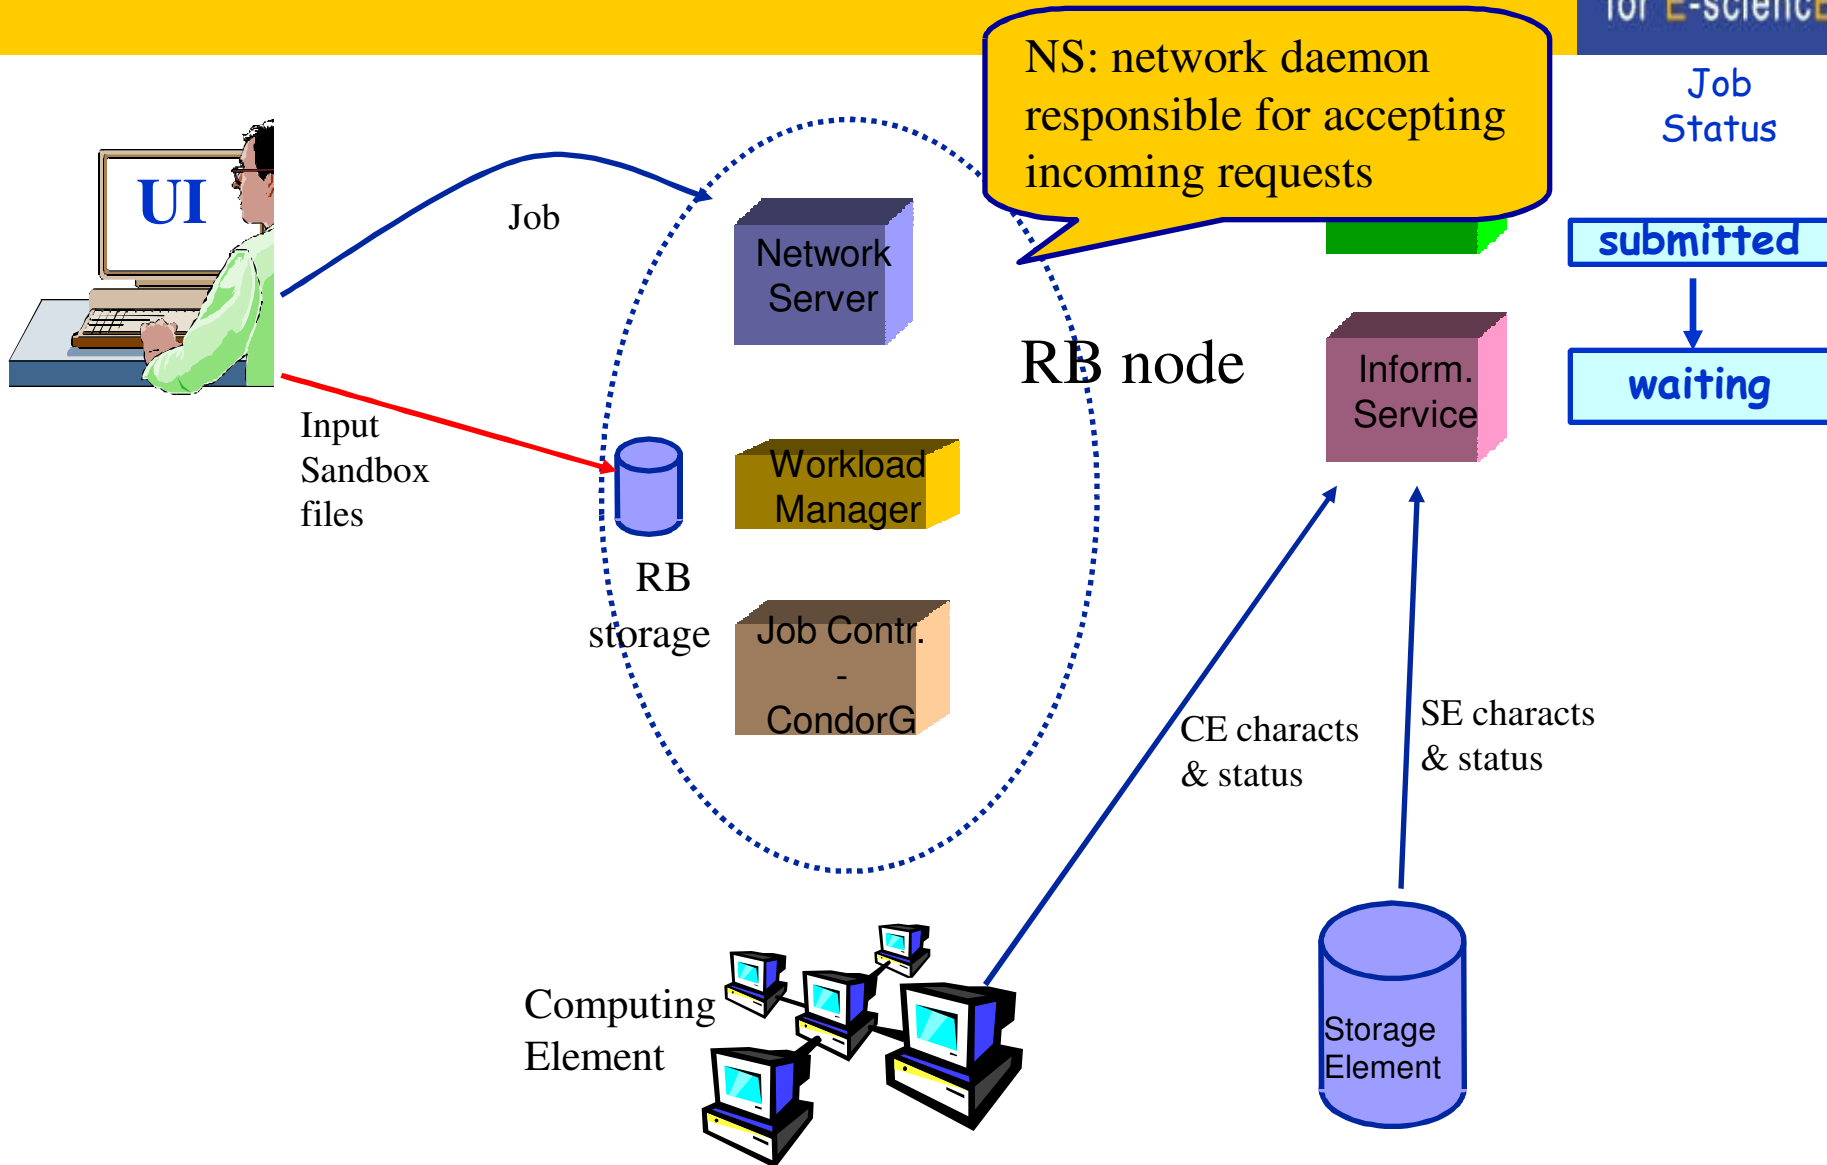 for E-sciencE
NS: network daemon
responsible for accepting
incoming requests
Job
Status
UI
Job
Network
Server
submitted
RB node
Inform.
Service
waiting
Input
Sandbox
files
Workload
Manager
RB
storage
Job Contr.
-
CondorG
CE characts
& status
SE characts
& status
Computing
Element
Storage
Element